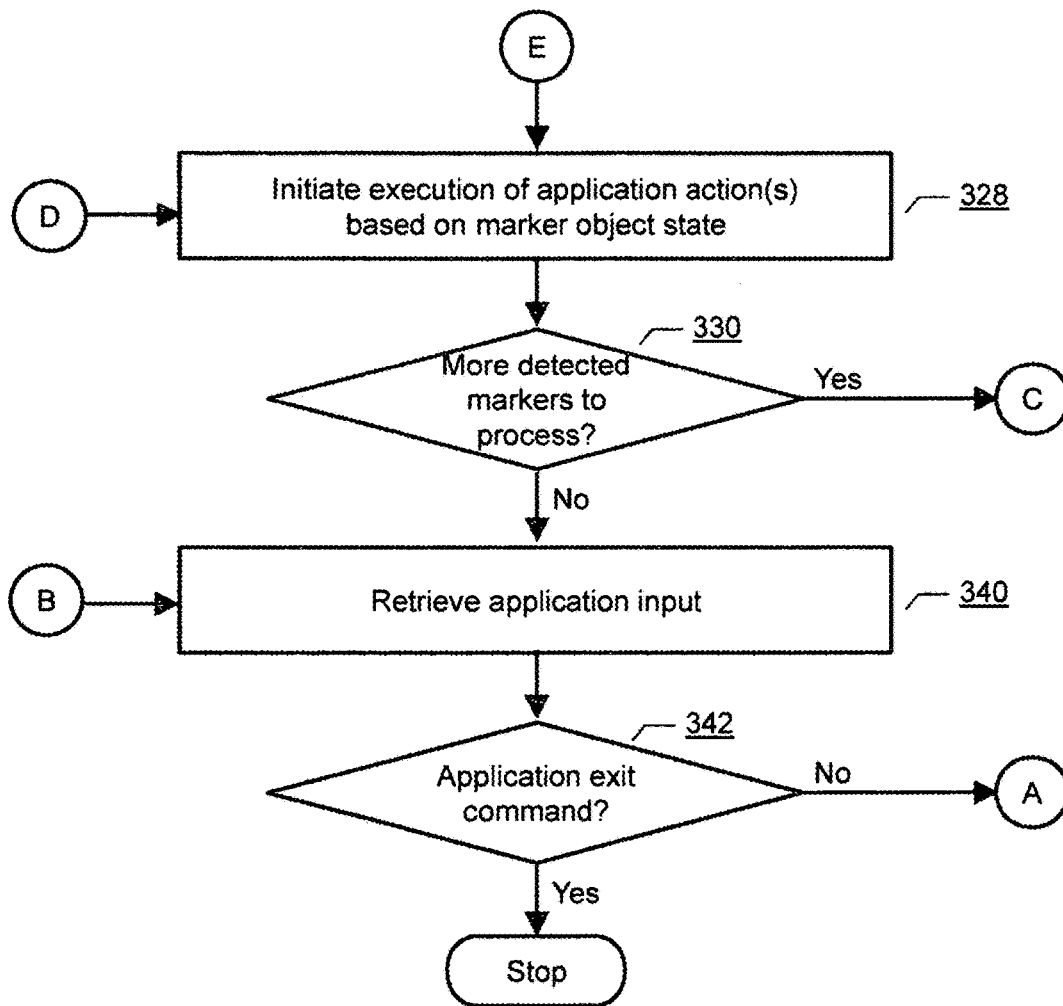 E
Initiate execution of application action(s)
based on marker object state
328
D
330
More detected
markers to
process?
Yes
C
No
B
Retrieve application input
340
342
Application exit
command?
No
A
Yes
Stop